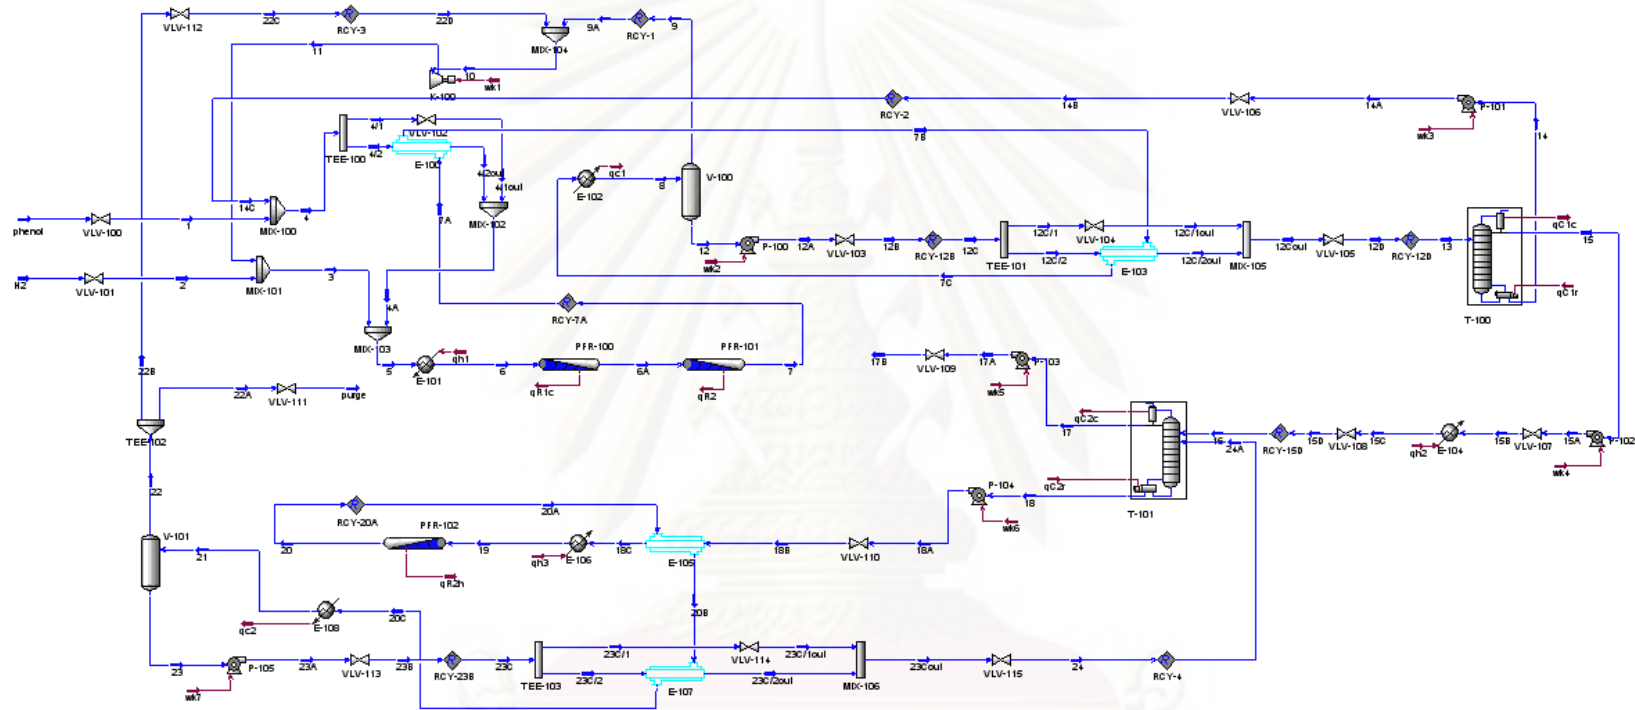 22C
22D
9A
9
VLV-112
RCY-3
MIX-104
RCY-1
11
10
K-100
wk1
14B
14A
P-101
RCY-2
VLV-106
wk3
14
4/1
VLV-102
7B
TEE-100
4/2
E-100
4/2out
4/1out
qc1
8
V-100
E-102
14C
4
7A
MIX-102
phenol
VLV-100
1
MIX-100
12
P-100
12A
12B
12C
12C/1
VLV-104
12C/1out
wk2
VLV-103
RCY-12B
TEE-101
12C/2
E-103
12C/2out
MIX-105
12Cout
VLV-105
12D
RCY-12D
13
qC1c
15
H2
VLV-101
2
MIX-101
3
7C
qC1r
4A
RCY-7A
T-100
MIX-103
PFR-100
PFR-101
5
qh1
E-101
6
6A
7
qR1c
qR2
17B
VLV-109
17A
P-103
wk5
22B
22A
VLV-111
purge
qC2c
17
TEE-102
16
24A
RCY-15D
15D
VLV-108
15C
E-104
qh2
15B
VLV-107
15A
P-102
wk4
22
qC2r
18
P-104
wk6
T-101
RCY-20A
20A
PFR-102
V-101
21
20
19
qh3
E-106
18C
E-105
18B
VLV-110
18A
qR2h
20B
qc2
E-108
20C
23
P-105
23A
VLV-113
23B
RCY-23B
23C
TEE-103
23C/1
VLV-114
23C/1out
23C/2
E-107
23C/2out
MIX-106
23Cout
VLV-115
24
RCY-4
wk7